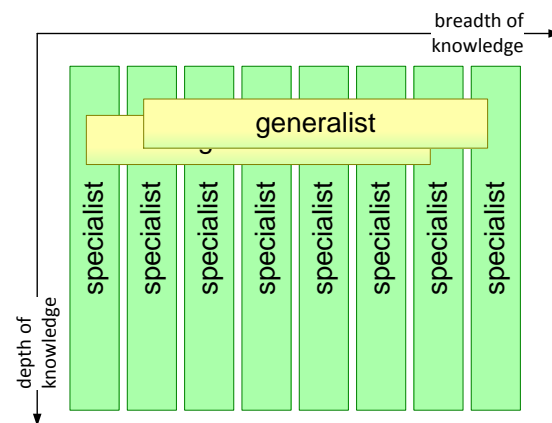 breadth of
knowledge
generalist
specialist
specialist
specialist
specialist
specialist
specialist
specialist
specialist
depth of
knowledge